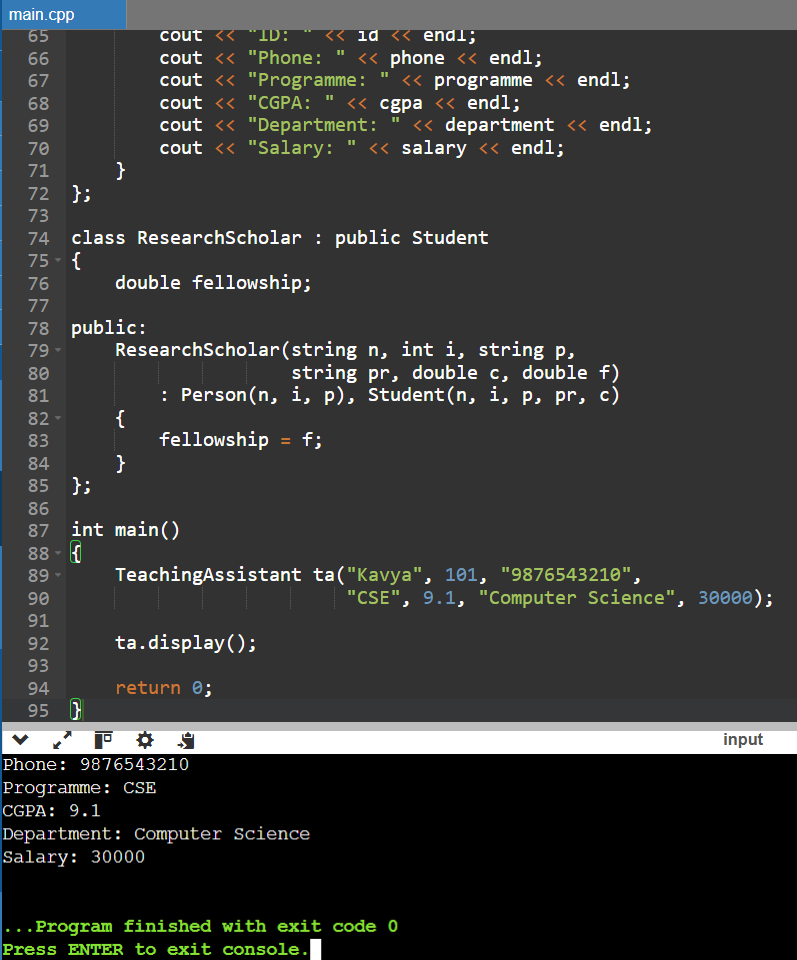 main.cpp
65 cout << "ID: " << id << endl;
66 cout << "Phone: " << phone << endl;
67 cout << "Programme: " << programme << endl;
68 cout << "CGPA: " << cgpa << endl;
69 cout << "Department: " << department << endl;
70 cout << "Salary: " << salary << endl;
71 }
72 };
73
74 class ResearchScholar : public Student
75 {
76 double fellowship;
77
78 public:
79 ResearchScholar(string n, int i, string p,
80 string pr, double c, double f)
81 : Person(n, i, p), Student(n, i, p, pr, c)
82 {
83 fellowship = f;
84 }
85 };
86
87 int main()
88 {
89 TeachingAssistant ta("Kavya", 101, "9876543210",
90 "CSE", 9.1, "Computer Science", 30000);
91
92 ta.display();
93
94 return 0;
95 }
input
Phone: 9876543210
Programme: CSE
CGPA: 9.1
Department: Computer Science
Salary: 30000
...Program finished with exit code 0
Press ENTER to exit console.